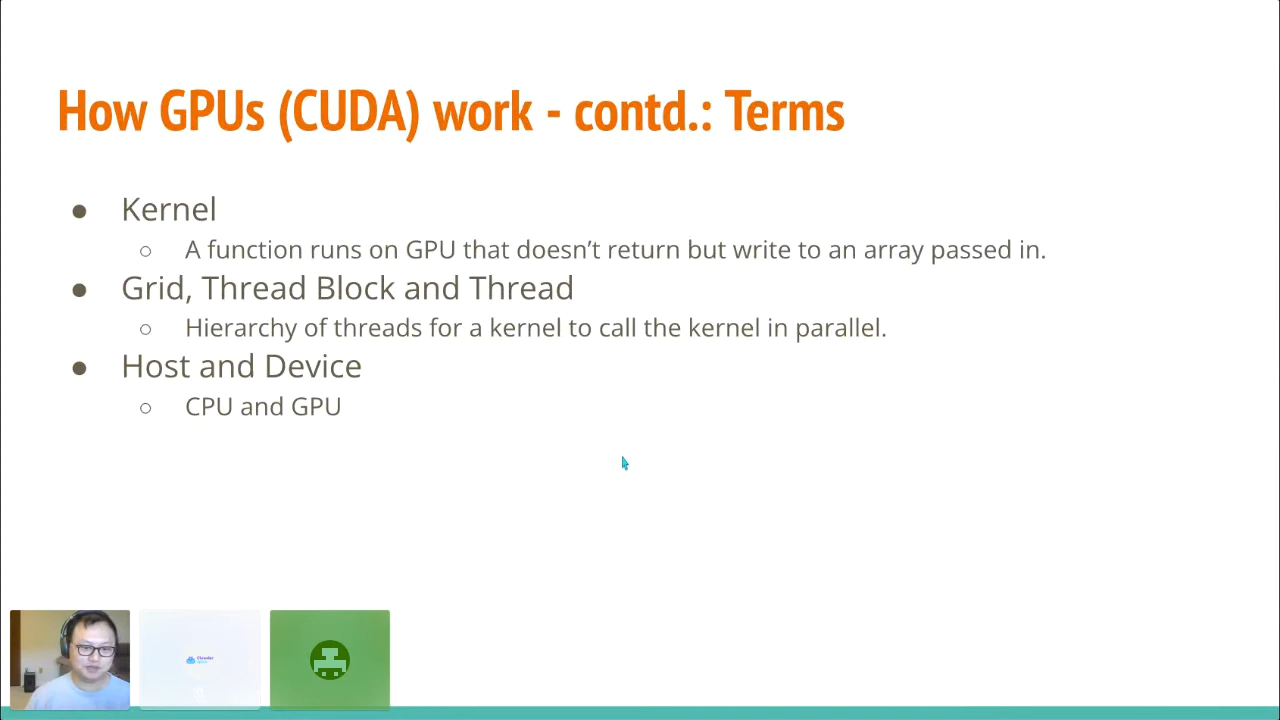 How GPUs (CUDA) work - contd.: Terms
● Kernel
○ A function runs on GPU that doesn’t return but write to an array passed in.
● Grid, Thread Block and Thread
○ Hierarchy of threads for a kernel to call the kernel in parallel.
● Host and Device
○ CPU and GPU